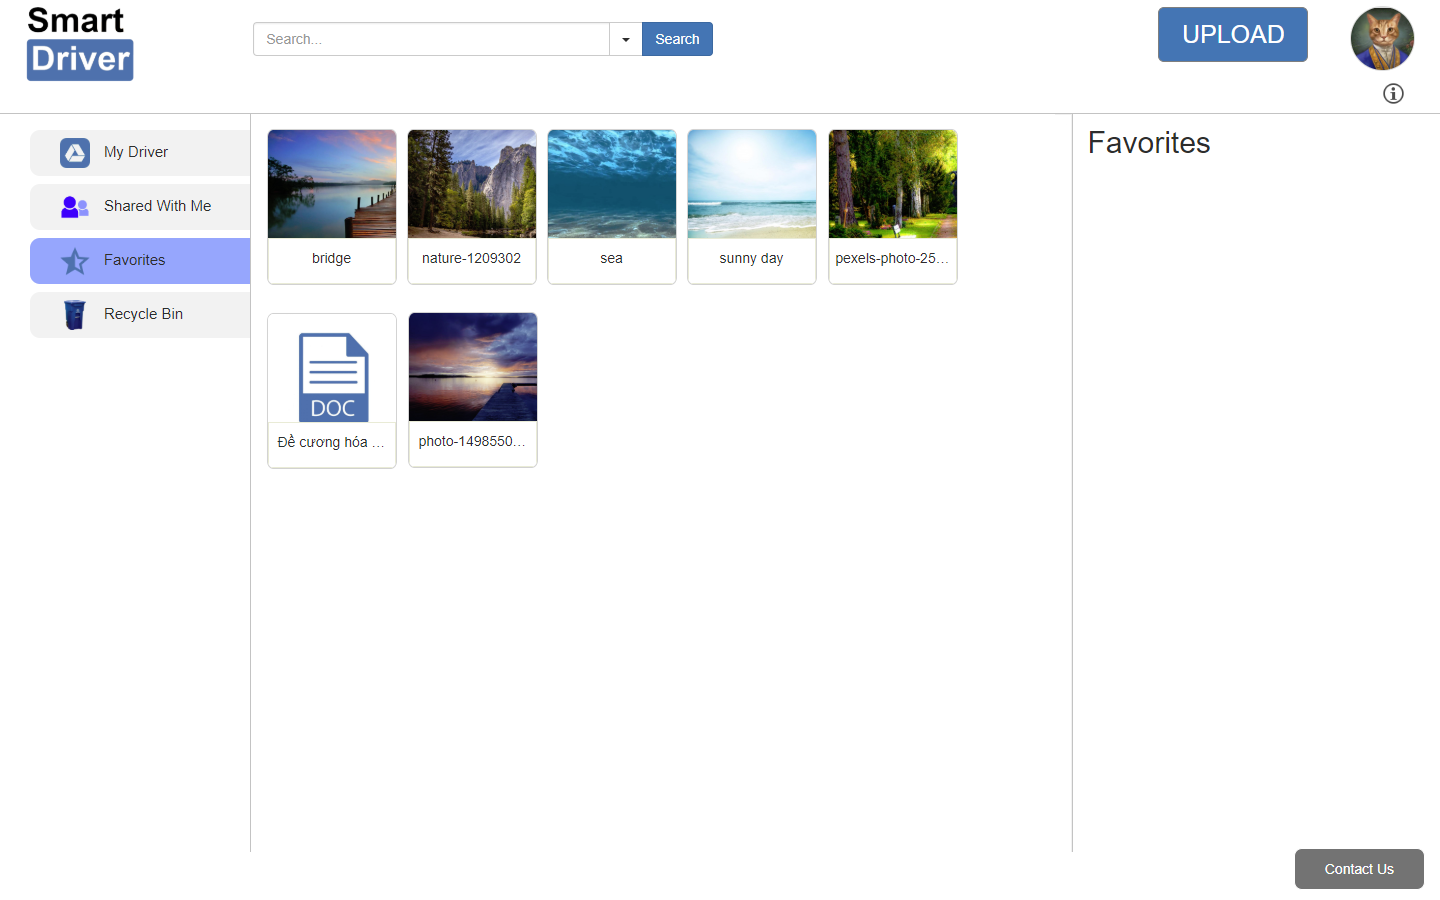 Smart
Driver
Search...
Search
UPLOAD
My Driver
Shared With Me
Favorites
Recycle Bin
bridge
nature-1209302
sea
sunny day
pexels-photo-25...
DOC
Đề cương hóa ...
photo-1498550...
Favorites
Contact Us